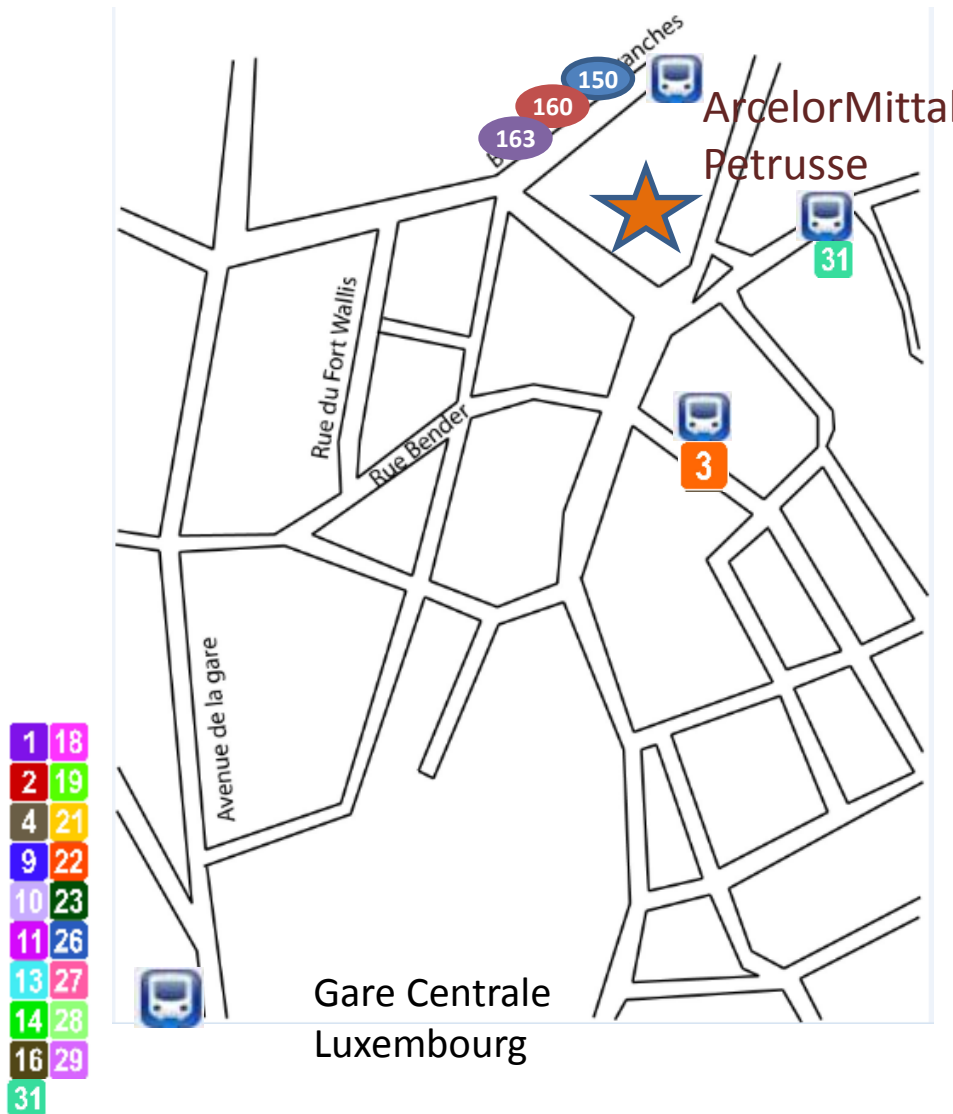 anches
150
160
163
B
ArcelorMittal
Petrusse
31
Rue du Fort Wallis
3
Rue Bender
Avenue de la gare
1 18
2 19
4 21
9 22
10 23
11 26
13 27
14 28
16 29
31
Gare Centrale
Luxembourg